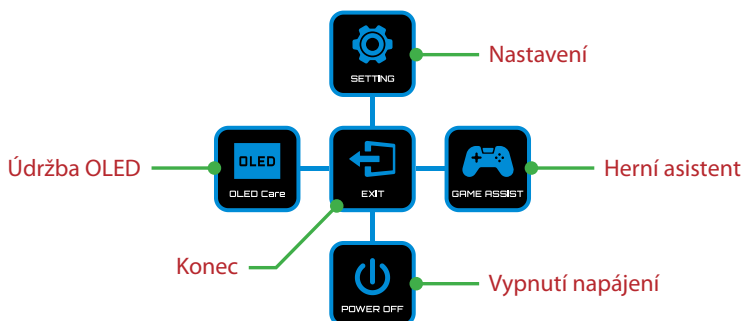 Nastavení
SETTING
Údržba OLED
OLED
OLED Care
EXIT
GAME ASSIST
Herní asistent
Konec
POWER OFF
Vypnutí napájení